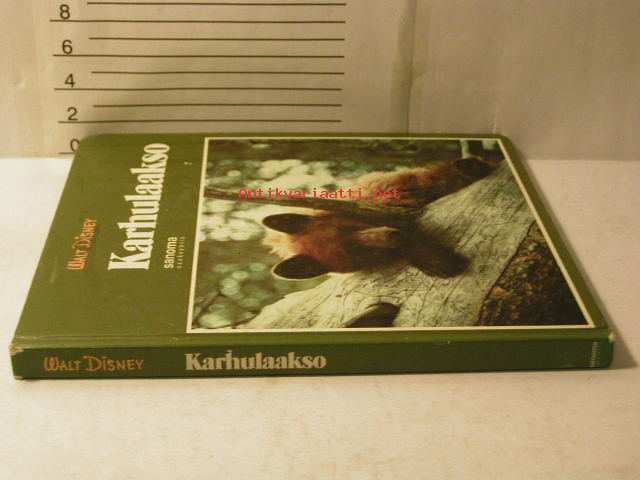 8
6
4
2
0
Antikvariaatti.net
WALT DISNEY
Karhulaakso
sanoma
WALT DISNEY
Karhulaakso